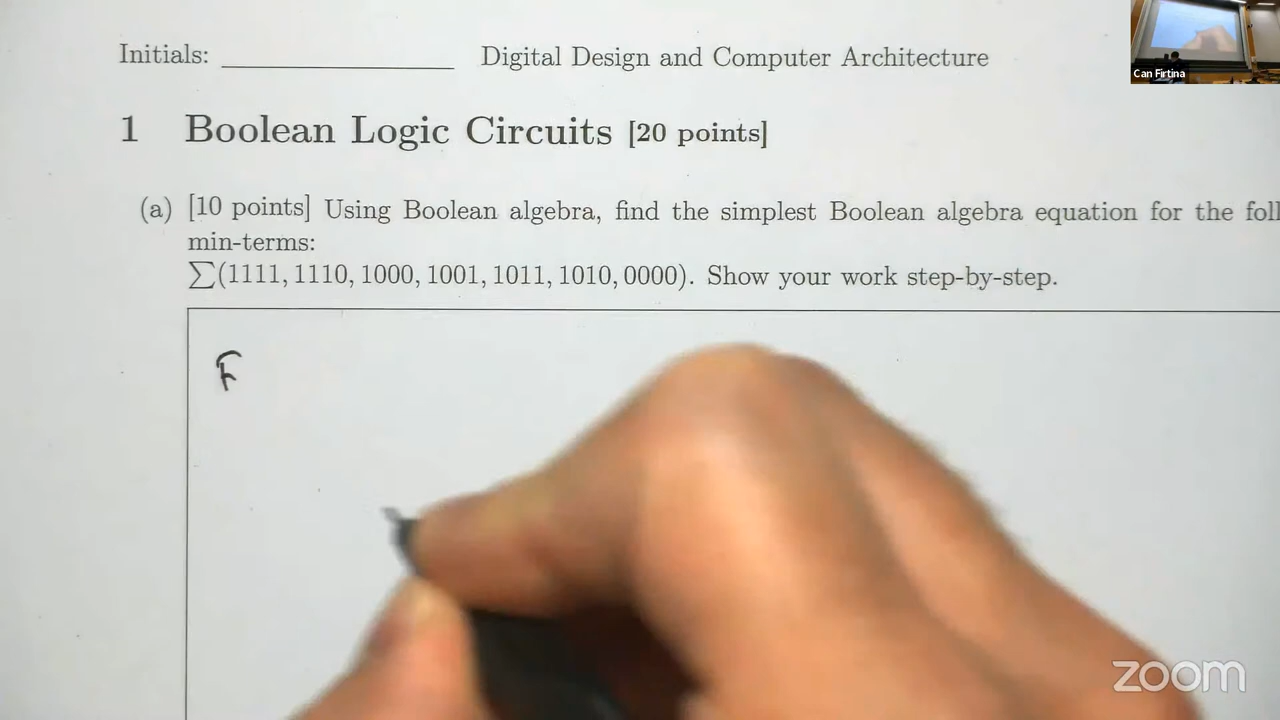 Initials: Digital Design and Computer Architecture
Can Firtina
1 Boolean Logic Circuits [20 points]
(a) [10 points] Using Boolean algebra, find the simplest Boolean algebra equation for the foll
min-terms:
∑(1111, 1110, 1000, 1001, 1011, 1010, 0000). Show your work step-by-step.
F
zoom